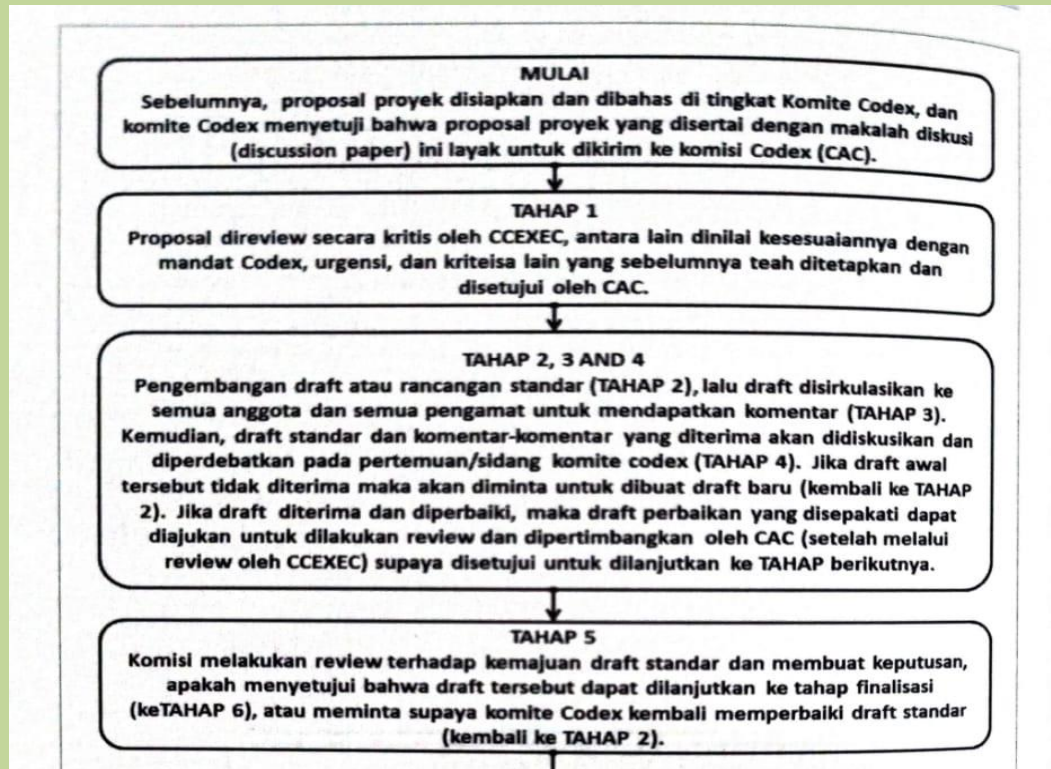 MULAI
Sebelumnya, proposal proyek disiapkan dan dibahas di tingkat Komite Codex, dan
komite Codex menyetuji bahwa proposal proyek yang disertai dengan makalah diskusi
(discussion paper) ini layak untuk dikirim ke komisi Codex (CAC).
TAHAP 1
Proposal direview secara kritis oleh CCEXEC, antara lain dinilai kesesuaiannya dengan
mandat Codex, urgensi, dan kriteisa lain yang sebelumnya teah ditetapkan dan
disetujui oleh CAC.
TAHAP 2, 3 AND 4
Pengembangan draft atau rancangan standar (TAHAP 2), lalu draft disirkulasikan ke
semua anggota dan semua pengamat untuk mendapatkan komentar (TAHAP 3).
Kemudian, draft standar dan komentar-komentar yang diterima akan didiskusikan dan
diperdebatkan pada pertemuan/sidang komite codex (TAHAP 4). Jika draft awal
tersebut tidak diterima maka akan diminta untuk dibuat draft baru (kembali ke TAHAP
2). Jika draft diterima dan diperbaiki, maka draft perbaikan yang disepakati dapat
diajukan untuk dilakukan review dan dipertimbangkan oleh CAC (setelah melalui
review oleh CCEXEC) supaya disetujui untuk dilanjutkan ke TAHAP berikutnya.
TAHAP 5
Komisi melakukan review terhadap kemajuan draft standar dan membuat keputusan,
apakah menyetujui bahwa draft tersebut dapat dilanjutkan ke tahap finalisasi
(keTAHAP 6), atau meminta supaya komite Codex kembali memperbaiki draft standar
(kembali ke TAHAP 2).